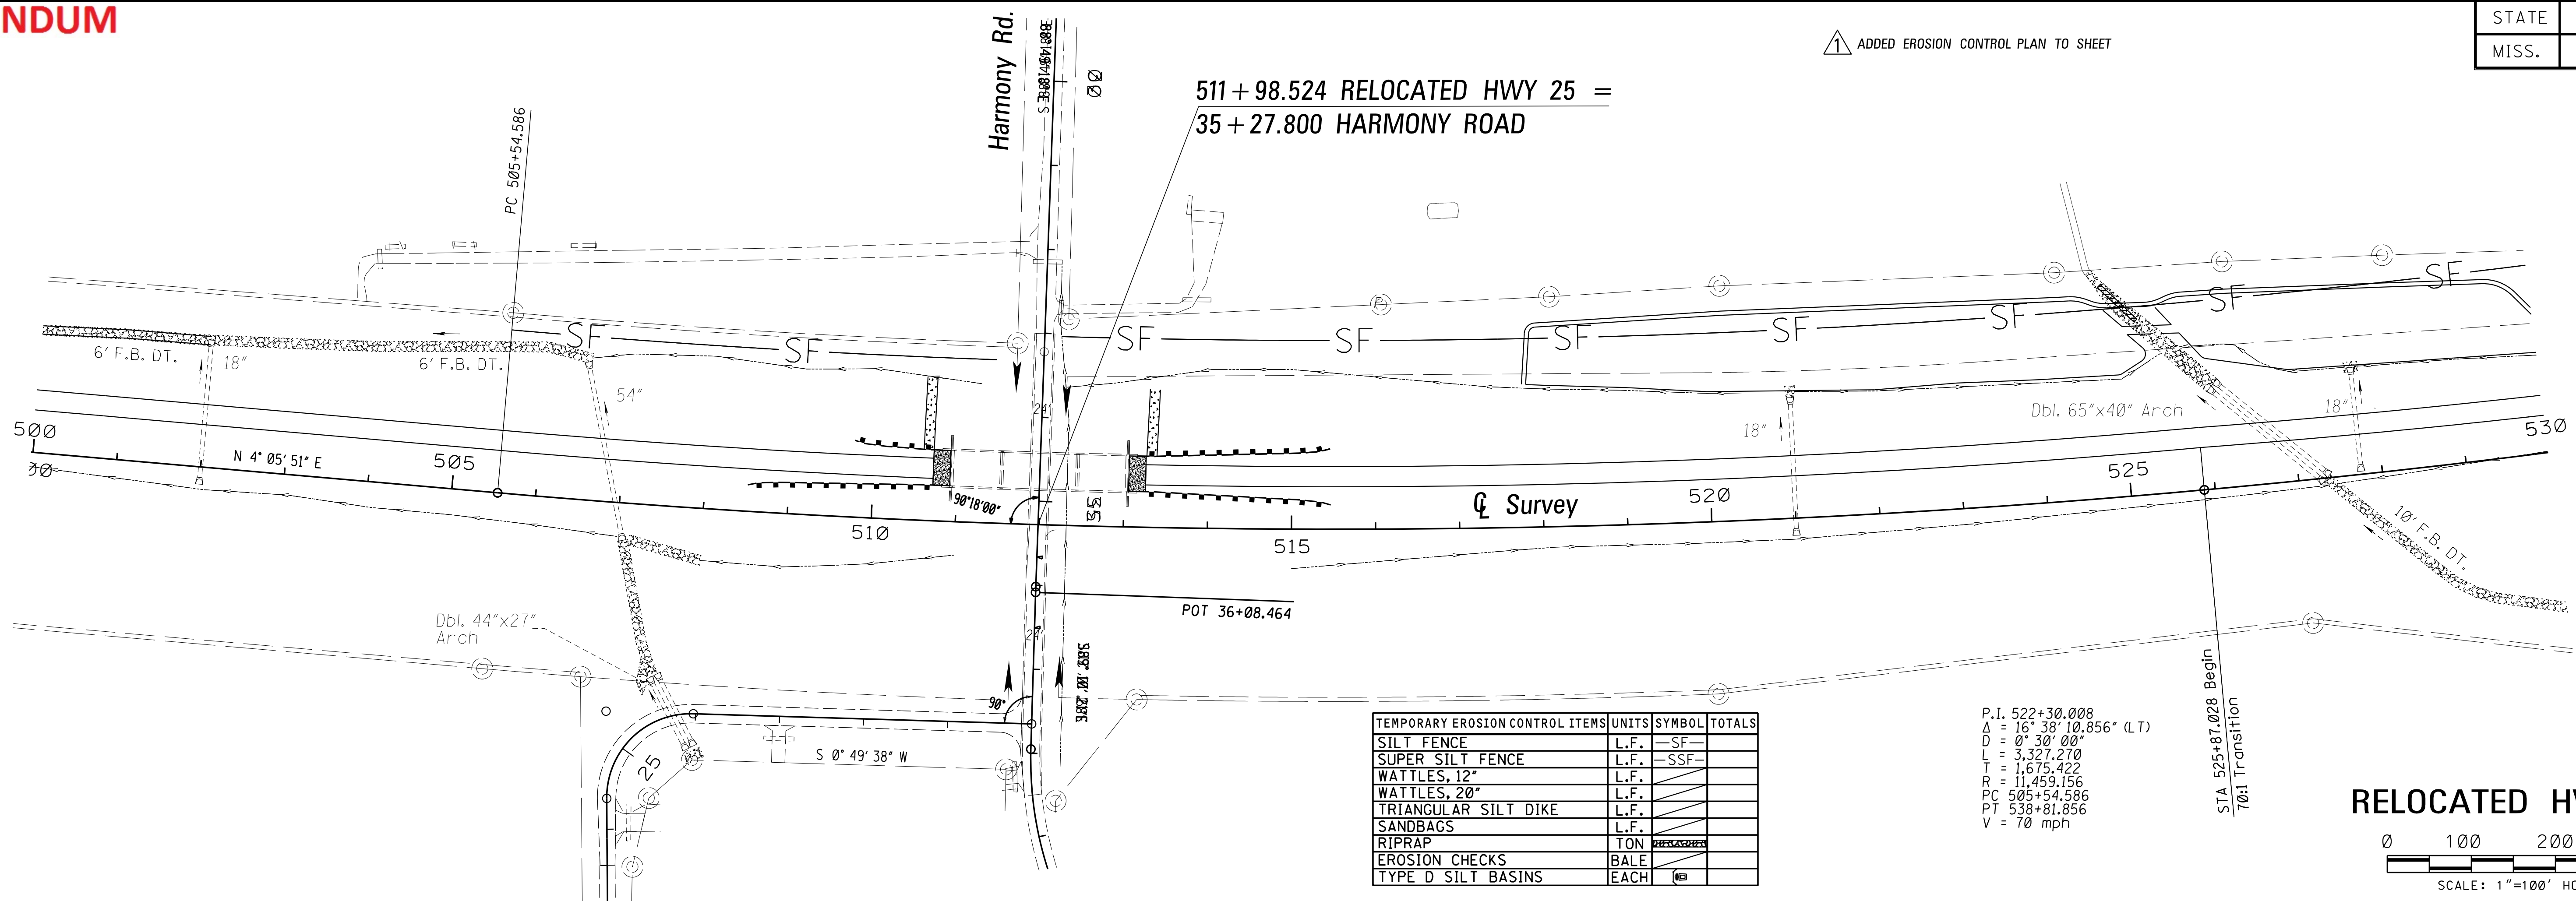 NDUM
STATE
MISS.
1 ADDED EROSION CONTROL PLAN TO SHEET
Harmony Rd.
30
511+98.524 RELOCATED HWY 25 =
35+27.800 HARMONY ROAD
PC 505+54.586
SF SF SF SF SF SF SF SF SF
6' F.B. DT.
18"
6' F.B. DT.
54"
24'
18"
Dbl. 65"x40" Arch
18"
500
N 4° 05' 51" E
505
90°18'00"
35
℄ Survey
520
525
530
510
515
10' F.B. DT.
POT 36+08.464
Dbl. 44"x27"
Arch
24'
90°
S 0° 49' 38" W
25
TEMPORARY EROSION CONTROL ITEMS UNITS SYMBOL TOTALS
SILT FENCE L.F. —SF—
SUPER SILT FENCE L.F. —SSF—
WATTLES, 12" L.F.
WATTLES, 20" L.F.
TRIANGULAR SILT DIKE L.F.
SANDBAGS L.F.
RIPRAP TON
EROSION CHECKS BALE
TYPE D SILT BASINS EACH
P.I. 522+30.008
Δ = 16° 38' 10.856" (LT)
D = 0° 30' 00"
L = 3,327.270
T = 1,675.422
R = 11,459.156
PC 505+54.586
PT 538+81.856
V = 70 mph
STA 525+87.028 Begin
70:1 Transition
RELOCATED
0 100 200
SCALE: 1"=100'